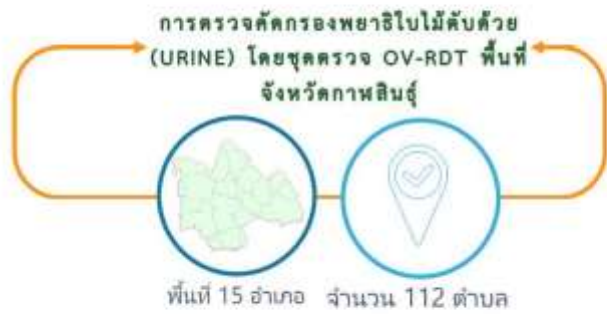 การตรวจคัดกรองพยาธิใบไม้ตับด้วย
(URINE) โดยชุดตรวจ OV-RDT พื้นที่
จังหวัดกาฬสินธุ์
พื้นที่ 15 อำเภอ จำนวน 112 ตำบล